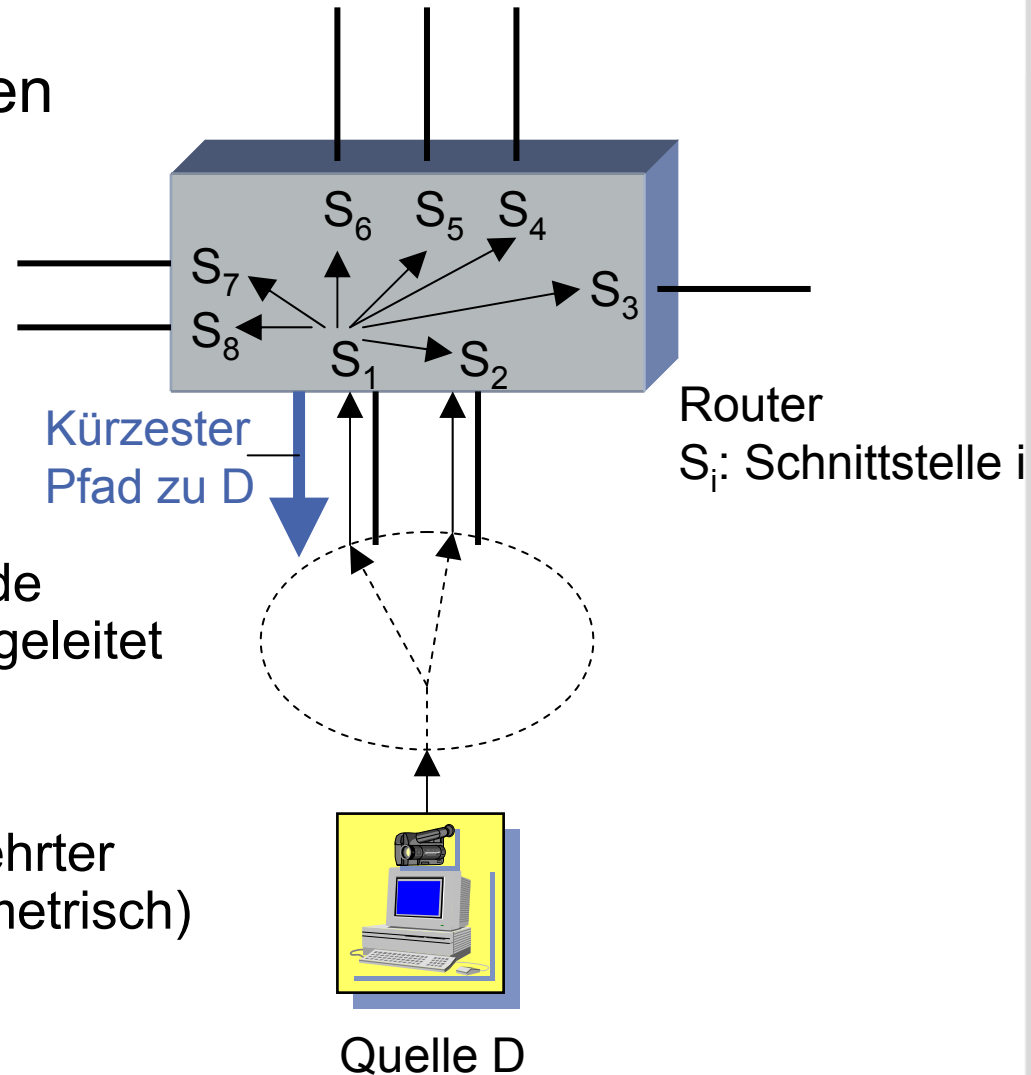 en
S6 S5 S4
S7
S3
S8
S1 S2
Kürzester
Pfad zu D
Router
Si: Schnittstelle i
de
geleitet
ehrter
netrisch)
Quelle D